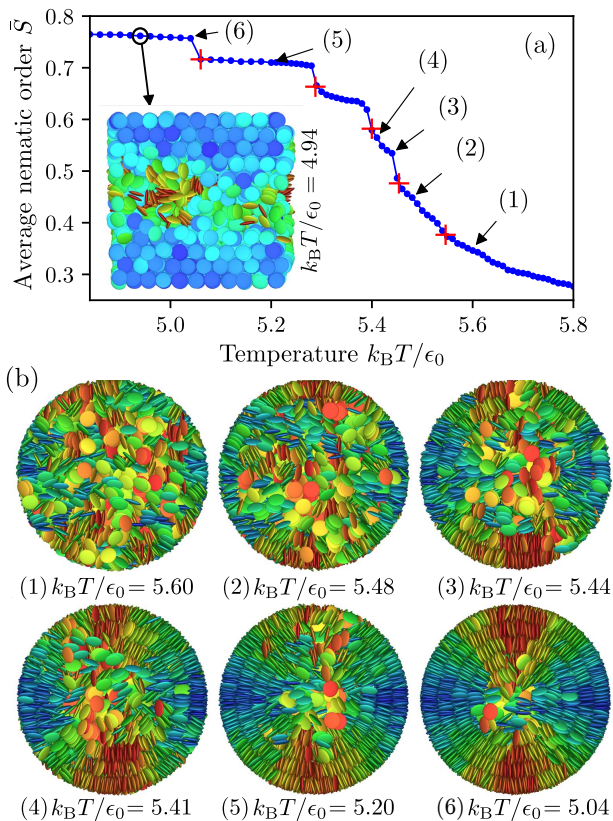 (a)
Average nematic order S̄
0.8
0.7
0.6
0.5
0.4
0.3
(6)
(5)
(4)
(3)
(2)
(1)
k_BT/ϵ_0 = 4.94
5.0 5.2 5.4 5.6 5.8
Temperature k_BT/ϵ_0
(b)
(1) k_BT/ϵ_0 = 5.60 (2) k_BT/ϵ_0 = 5.48 (3) k_BT/ϵ_0 = 5.44
(4) k_BT/ϵ_0 = 5.41 (5) k_BT/ϵ_0 = 5.20 (6) k_BT/ϵ_0 = 5.04